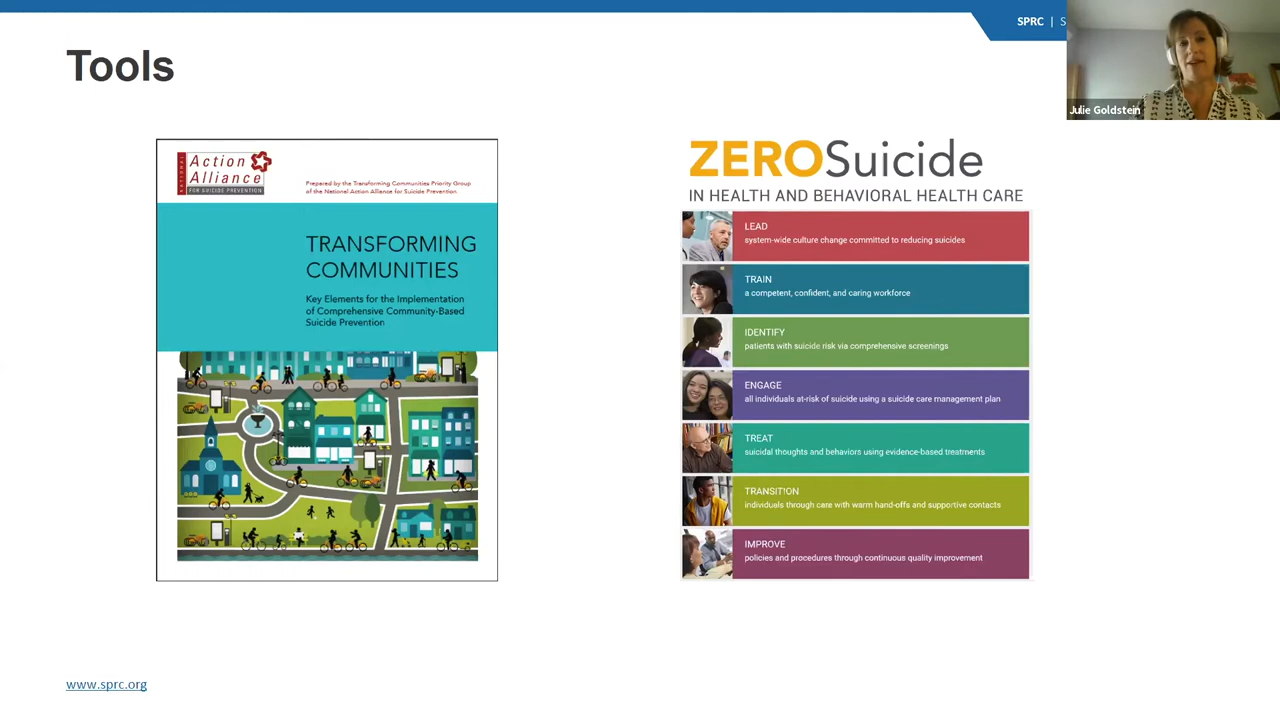 SPRC | S
Tools
Julie Goldstein
NATIONAL
Action
Alliance
FOR SUICIDE PREVENTION
Prepared by the Transforming Communities Priority Group
of the National Action Alliance for Suicide Prevention
TRANSFORMING
COMMUNITIES
Key Elements for the Implementation
of Comprehensive Community-Based
Suicide Prevention
ZEROSuicide
IN HEALTH AND BEHAVIORAL HEALTH CARE
LEAD
system-wide culture change committed to reducing suicides
TRAIN
a competent, confident, and caring workforce
IDENTIFY
patients with suicide risk via comprehensive screenings
ENGAGE
all individuals at-risk of suicide using a suicide care management plan
TREAT
suicidal thoughts and behaviors using evidence-based treatments
TRANSITION
individuals through care with warm hand-offs and supportive contacts
IMPROVE
policies and procedures through continuous quality improvement
www.sprc.org